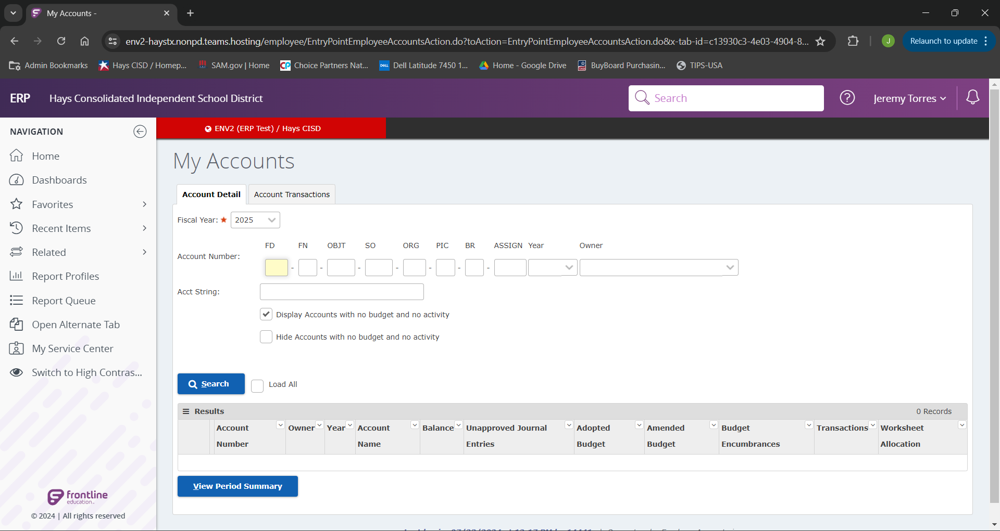 My Accounts -
env2-haystx.nonpd.teams.hosting/employee/EntryPointEmployeeAccountsAction.do?toAction=EntryPointEmployeeAccountsAction.do&x-tab-id=c13930c3-4e03-4904-8...
J
Relaunch to update
Admin Bookmarks
Hays CISD / Homep...
SAM.gov | Home
Choice Partners Nat...
Dell Latitude 7450 1...
Home - Google Drive
BuyBoard Purchasin...
TIPS-USA
ERP
Hays Consolidated Independent School District
Search
Jeremy Torres
NAVIGATION
ENV2 (ERP Test) / Hays CISD
Home
Dashboards
Favorites
Recent Items
Related
Report Profiles
Report Queue
Open Alternate Tab
My Service Center
Switch to High Contras...
frontline
education
© 2024 | All rights reserved
My Accounts
Account Detail
Account Transactions
Fiscal Year: 2025
FD FN OBJT SO ORG PIC BR ASSIGN Year Owner
Account Number:
- - - - - - -
Acct String:
Display Accounts with no budget and no activity
Hide Accounts with no budget and no activity
Search
Load All
Results
0 Records
Account Number
Owner
Year
Account Name
Balance
Unapproved Journal Entries
Adopted Budget
Amended Budget
Budget Encumbrances
Transactions
Worksheet Allocation
View Period Summary